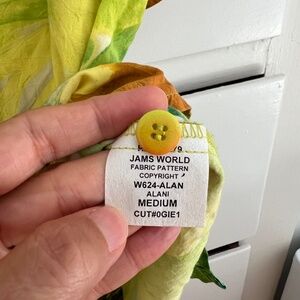 JAMS WORLD
FABRIC PATTERN
COPYRIGHT
W624-ALAN
ALANI
MEDIUM
CUT#0GIE1